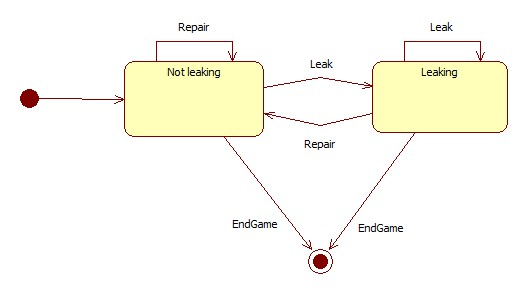 Repair
Leak
Not leaking
Leak
Leaking
Repair
EndGame
EndGame